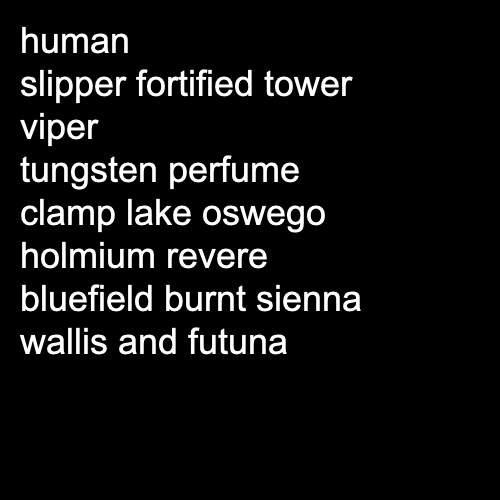 human
slipper fortified tower
viper
tungsten perfume
clamp lake oswego
holmium revere
bluefield burnt sienna
wallis and futuna